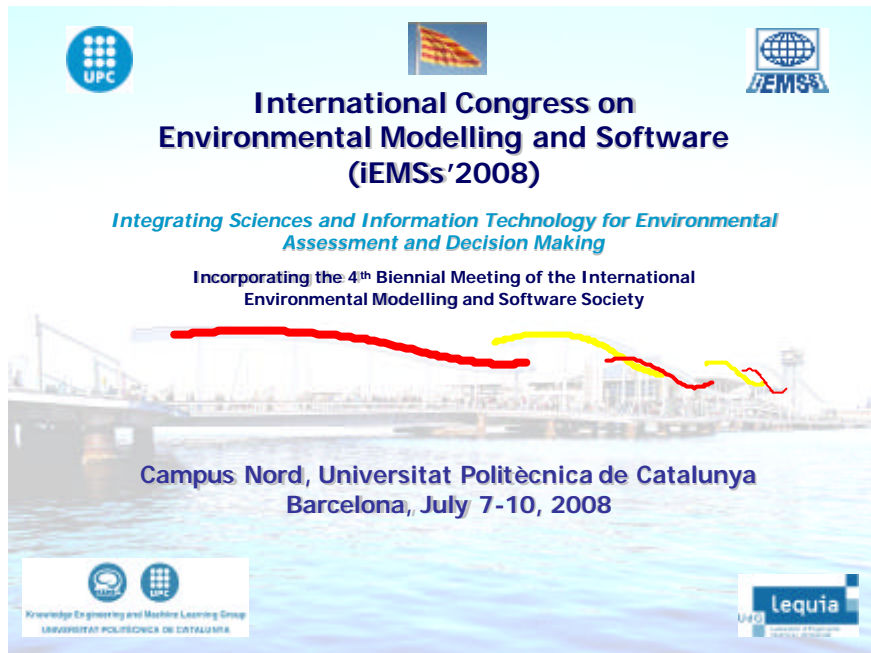 UPC
iEMSs
International Congress on
Environmental Modelling and Software
(iEMSs'2008)
Integrating Sciences and Information Technology for Environmental
Assessment and Decision Making
Incorporating the 4th Biennial Meeting of the International
Environmental Modelling and Software Society
Campus Nord, Universitat Politècnica de Catalunya
Barcelona, July 7-10, 2008
UPC
Knowledge Engineering and Machine Learning Group
UNIVERSITAT POLITÈCNICA DE CATALUNYA
lequia
UdG